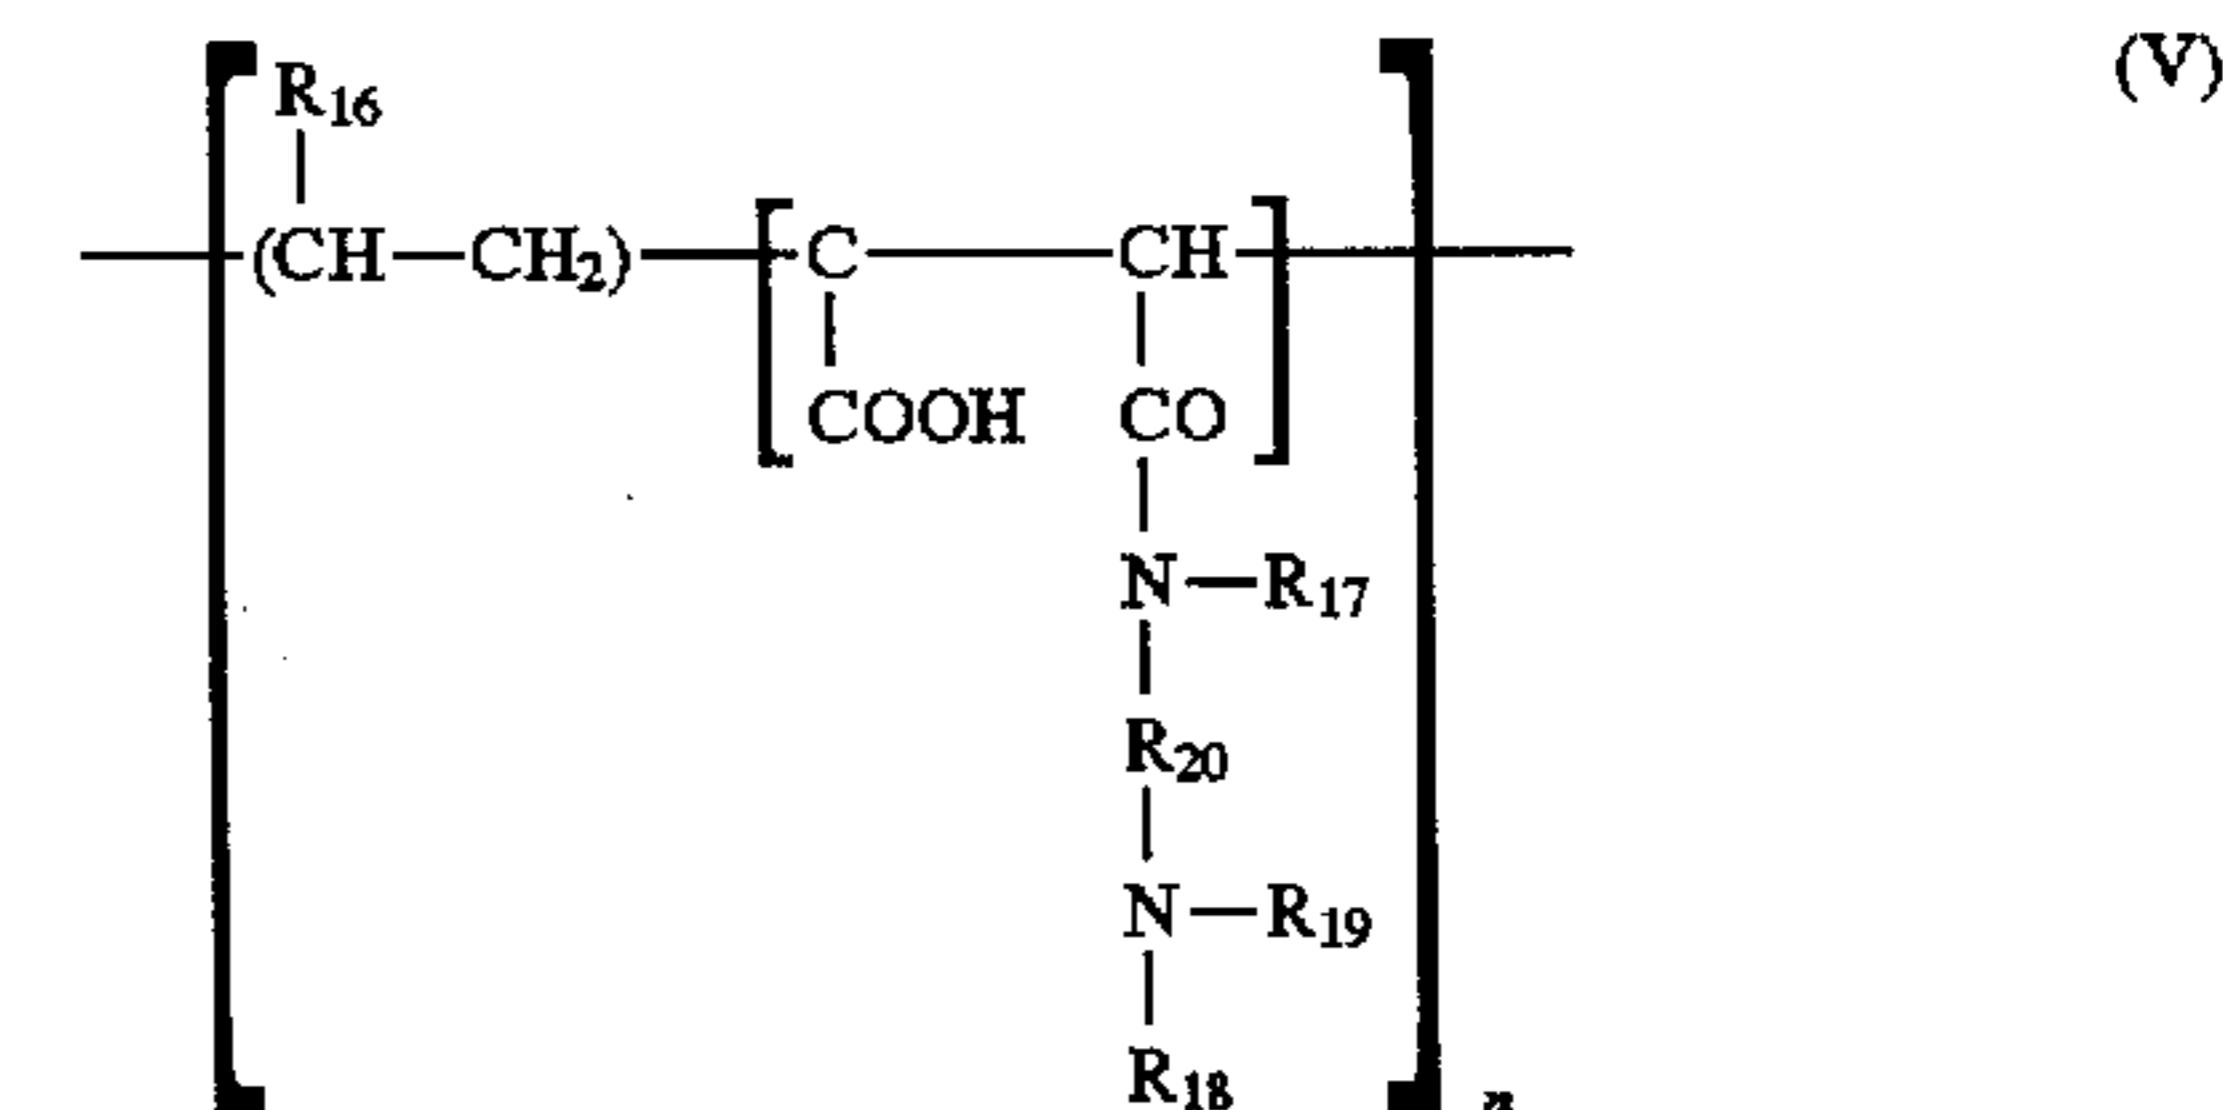 R16 (V)
(CH—CH2) C CH
COOH CO
N—R17
R20
N—R19
R18 n